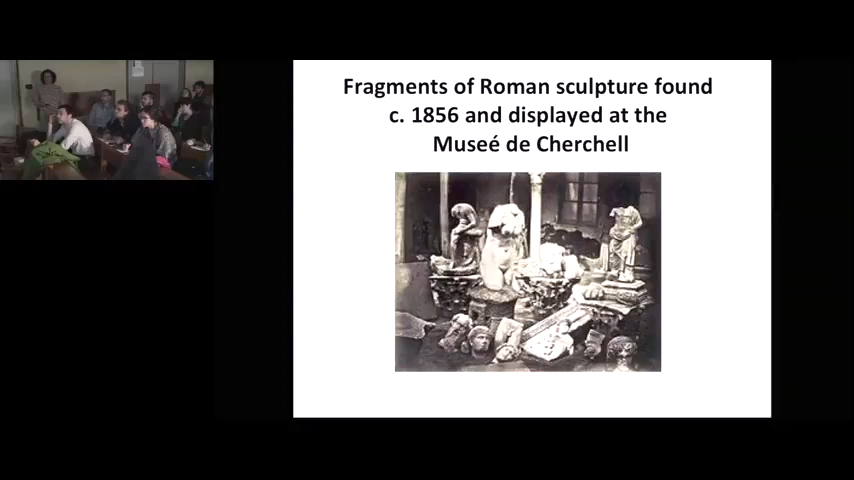 Fragments of Roman sculpture found
c. 1856 and displayed at the
Museé de Cherchell